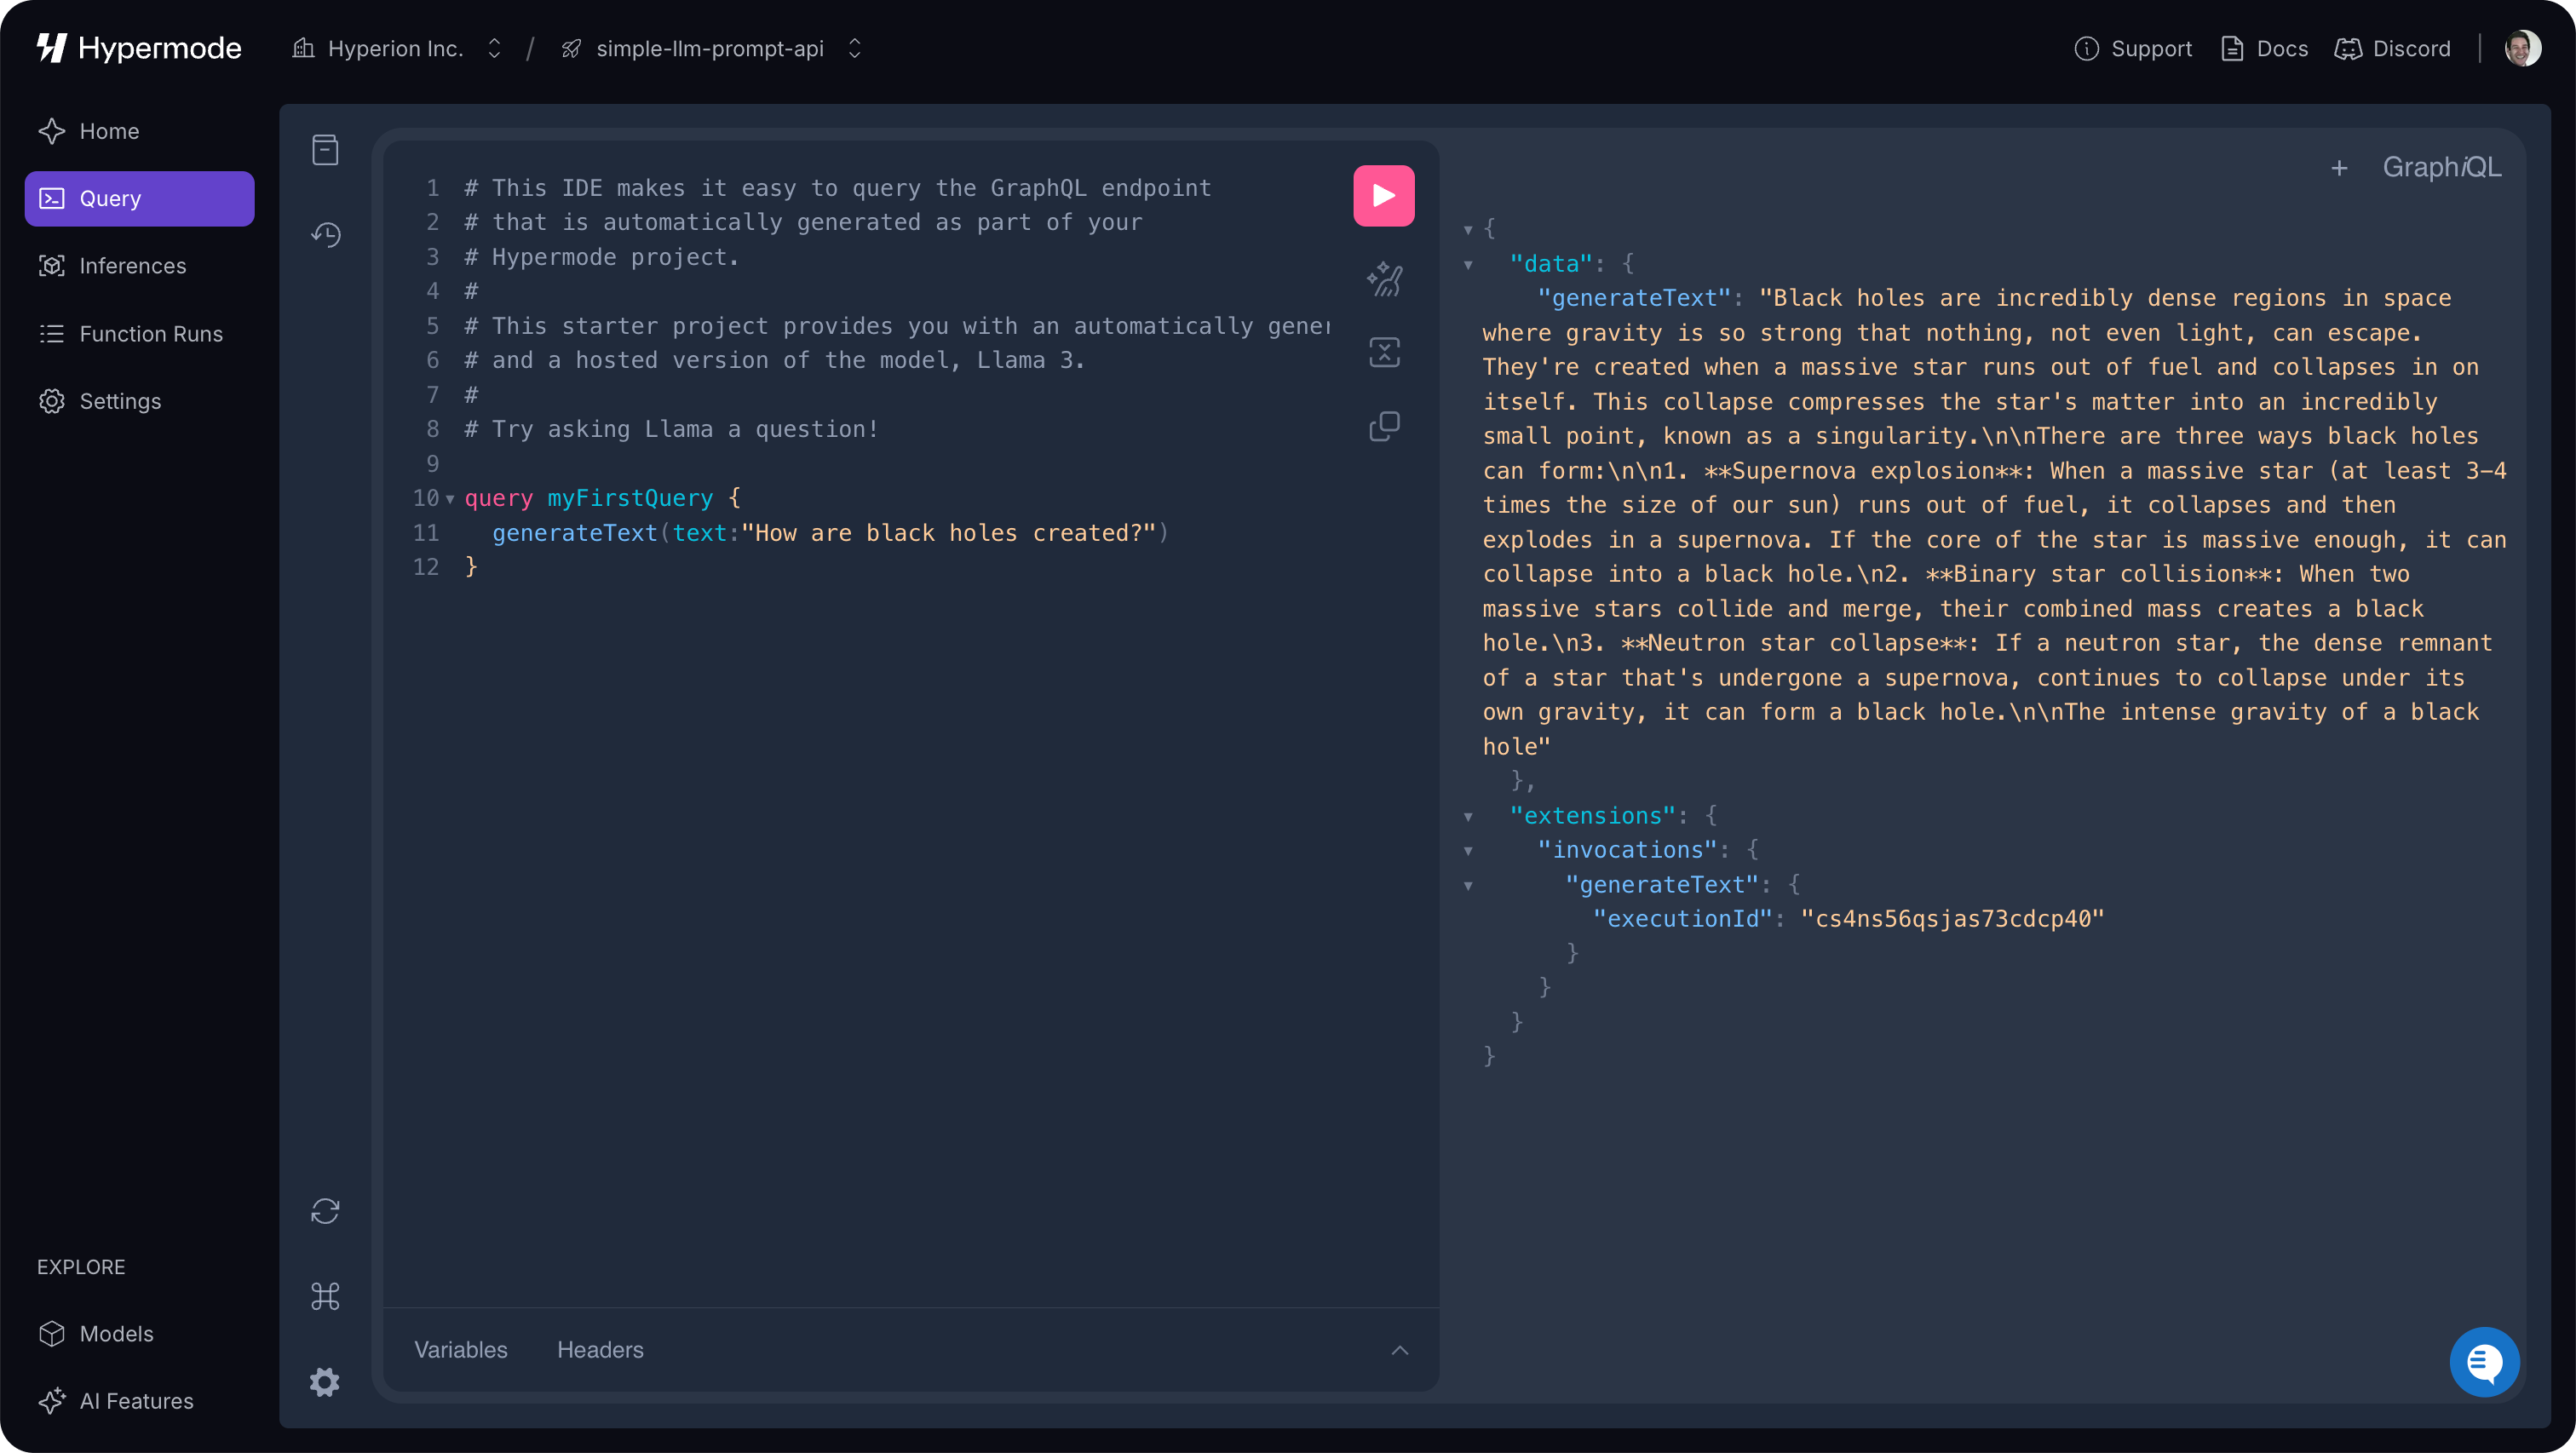 Hypermode
Hyperion Inc. / simple-llm-prompt-api
Support
Docs
Discord
Home
Query
Inferences
Function Runs
Settings
EXPLORE
Models
AI Features
1 # This IDE makes it easy to query the GraphQL endpoint
2 # that is automatically generated as part of your
3 # Hypermode project.
4 #
5 # This starter project provides you with an automatically gener
6 # and a hosted version of the model, Llama 3.
7 #
8 # Try asking Llama a question!
9
10 query myFirstQuery {
11 generateText(text:"How are black holes created?")
12 }
Variables Headers
+ GraphiQL
{
"data": {
"generateText": "Black holes are incredibly dense regions in space
where gravity is so strong that nothing, not even light, can escape.
They're created when a massive star runs out of fuel and collapses in on
itself. This collapse compresses the star's matter into an incredibly
small point, known as a singularity.\n\nThere are three ways black holes
can form:\n\n1. **Supernova explosion**: When a massive star (at least 3-4
times the size of our sun) runs out of fuel, it collapses and then
explodes in a supernova. If the core of the star is massive enough, it can
collapse into a black hole.\n2. **Binary star collision**: When two
massive stars collide and merge, their combined mass creates a black
hole.\n3. **Neutron star collapse**: If a neutron star, the dense remnant
of a star that's undergone a supernova, continues to collapse under its
own gravity, it can form a black hole.\n\nThe intense gravity of a black
hole"
},
"extensions": {
"invocations": {
"generateText": {
"executionId": "cs4ns56qsjas73cdcp40"
}
}
}
}